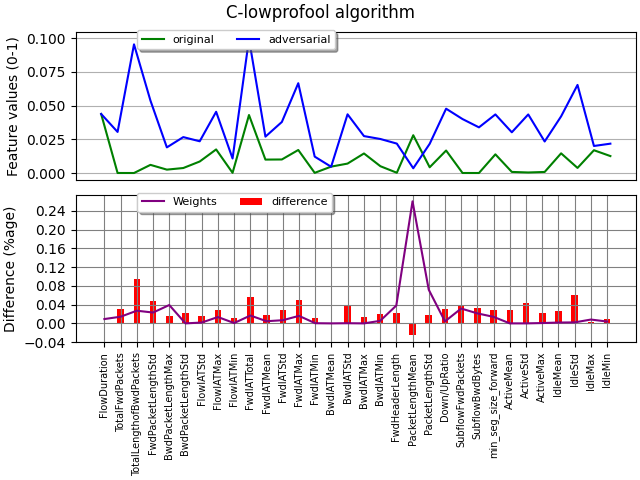 C-lowprofool algorithm
original
adversarial
Feature values (0-1)
0.100
0.075
0.050
0.025
0.000
Weights
difference
Difference (%age)
0.24
0.20
0.16
0.12
0.08
0.04
0.00
−0.04
FlowDuration
TotalFwdPackets
TotalLengthofBwdPackets
FwdPacketLengthStd
BwdPacketLengthMax
BwdPacketLengthStd
FlowIATStd
FlowIATMax
FlowIATMin
FwdIATTotal
FwdIATMean
FwdIATStd
FwdIATMax
FwdIATMin
BwdIATMean
BwdIATStd
BwdIATMax
BwdIATMin
FwdHeaderLength
PacketLengthMean
PacketLengthStd
Down/UpRatio
SubflowFwdPackets
SubflowBwdBytes
min_seg_size_forward
ActiveMean
ActiveStd
ActiveMax
IdleMean
IdleStd
IdleMax
IdleMin